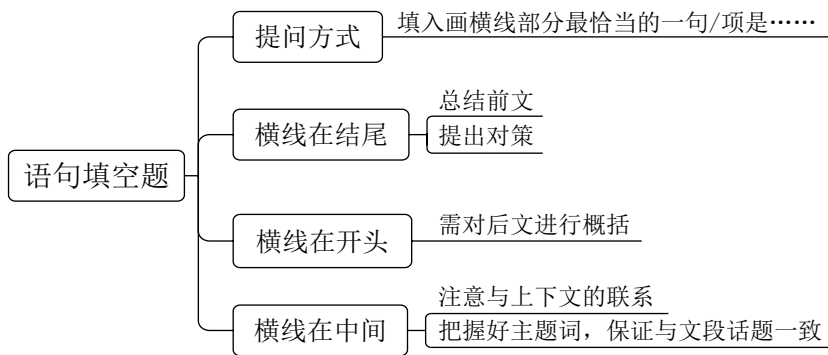 语句填空题
提问方式
填入画横线部分最恰当的一句/项是……
横线在结尾
总结前文
提出对策
横线在开头
需对后文进行概括
横线在中间
注意与上下文的联系
把握好主题词，保证与文段话题一致